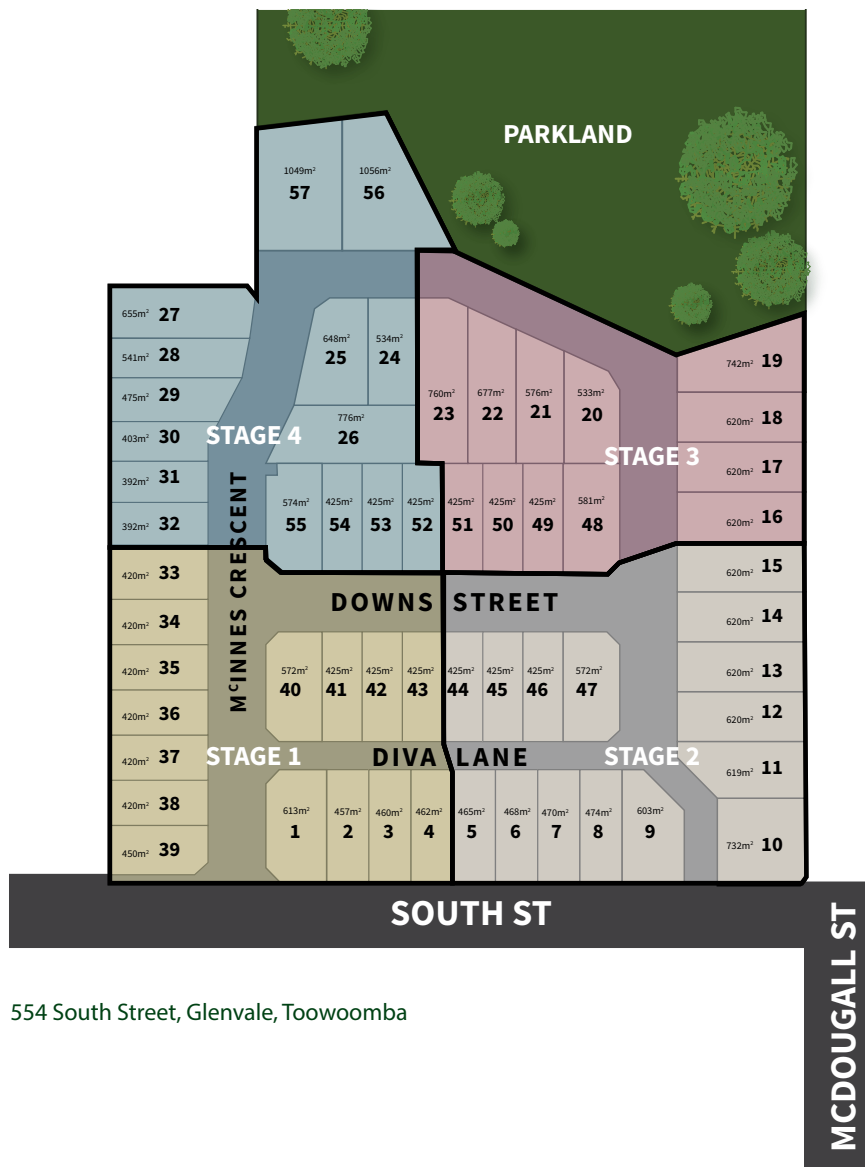 PARKLAND
1049m²
57
1056m²
56
655m² 27
541m² 28
475m² 29
403m² 30
392m² 31
392m² 32
648m²
25
534m²
24
776m²
26
STAGE 4
574m²
55
425m²
54
425m²
53
425m²
52
760m²
23
677m²
22
576m²
21
533m²
20
STAGE 3
425m²
51
425m²
50
425m²
49
581m²
48
742m² 19
620m² 18
620m² 17
620m² 16
MCINNES CRESCENT
DOWNS STREET
420m² 33
420m² 34
420m² 35
420m² 36
420m² 37
420m² 38
450m² 39
572m²
40
425m²
41
425m²
42
425m²
43
425m²
44
425m²
45
425m²
46
572m²
47
620m² 15
620m² 14
620m² 13
620m² 12
619m² 11
732m² 10
STAGE 1
DIVA LANE
STAGE 2
613m²
1
457m²
2
460m²
3
462m²
4
465m²
5
468m²
6
470m²
7
474m²
8
603m²
9
SOUTH ST
MCDOUGALL ST
554 South Street, Glenvale, Toowoomba